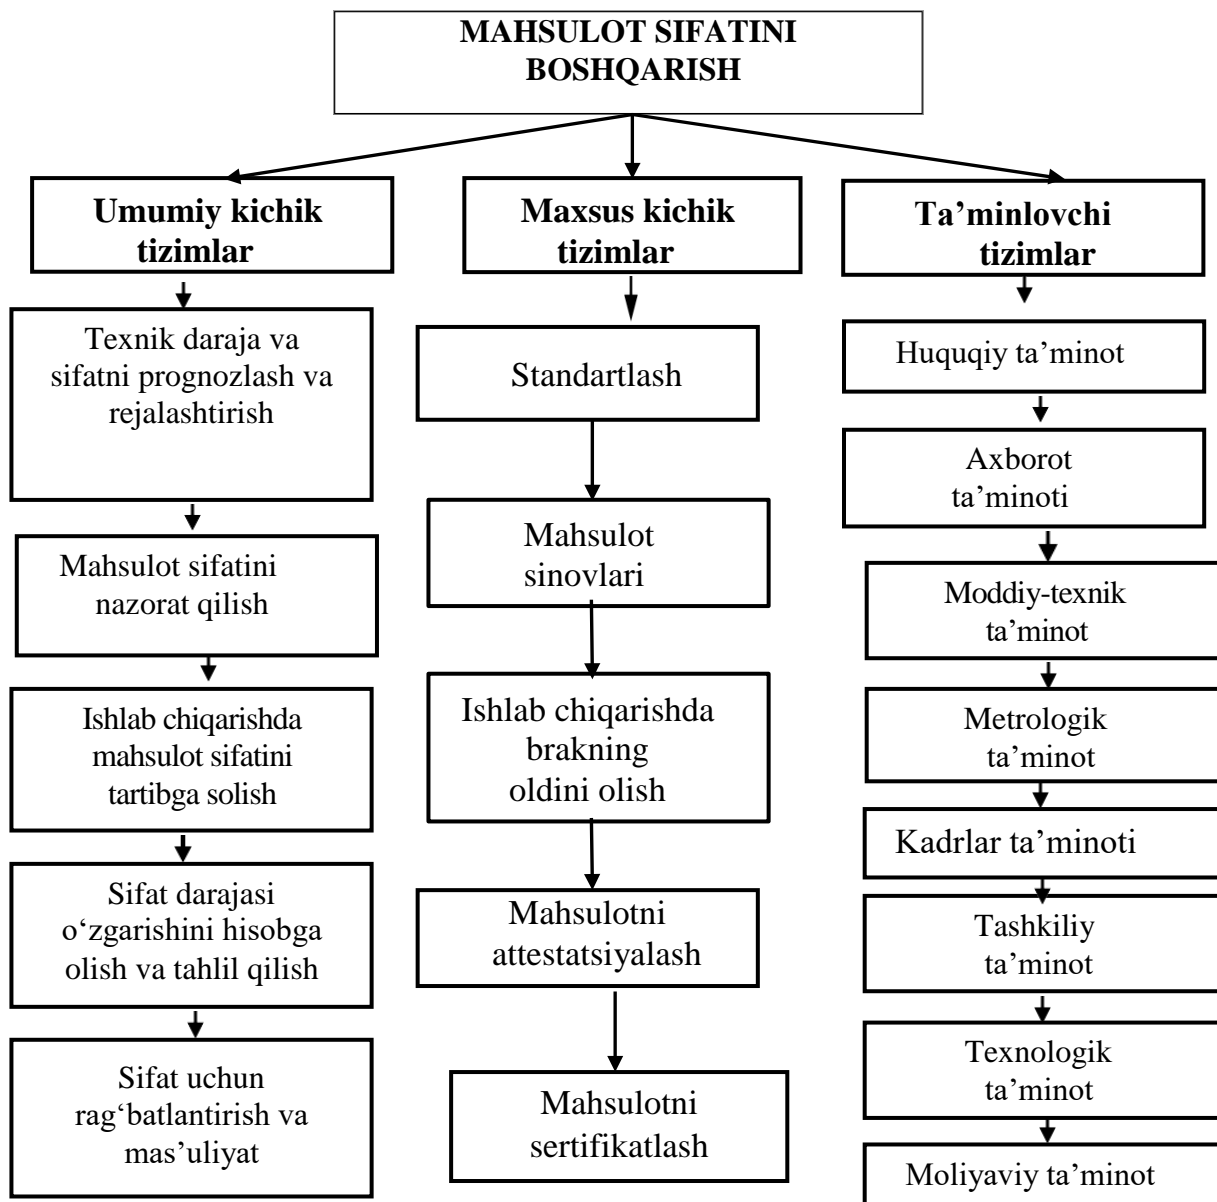 MAHSULOT SIFATINI
BOSHQARISH
Umumiy kichik
tizimlar
Texnik daraja va
sifatni prognozlash va
rejalashtirish
Mahsulot sifatini
nazorat qilish
Ishlab chiqarishda
mahsulot sifatini
tartibga solish
Sifat darajasi
o‘zgarishini hisobga
olish va tahlil qilish
Sifat uchun
rag‘batlantirish va
mas’uliyat
Maxsus kichik
tizimlar
Standartlash
Mahsulot
sinovlari
Ishlab chiqarishda
brakning
oldini olish
Mahsulotni
attestatsiyalash
Mahsulotni
sertifikatlash
Ta’minlovchi
tizimlar
Huquqiy ta’minot
Axborot
ta’minoti
Moddiy-texnik
ta’minot
Metrologik
ta’minot
Kadrlar ta’minoti
Tashkiliy
ta’minot
Texnologik
ta’minot
Moliyaviy ta’minot